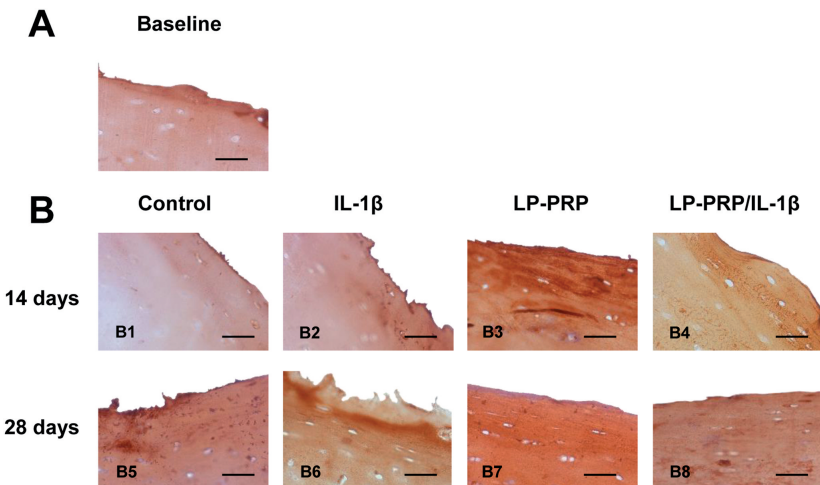 A
Baseline
B
Control IL-1β LP-PRP LP-PRP/IL-1β
14 days
B1 B2 B3 B4
28 days
B5 B6 B7 B8